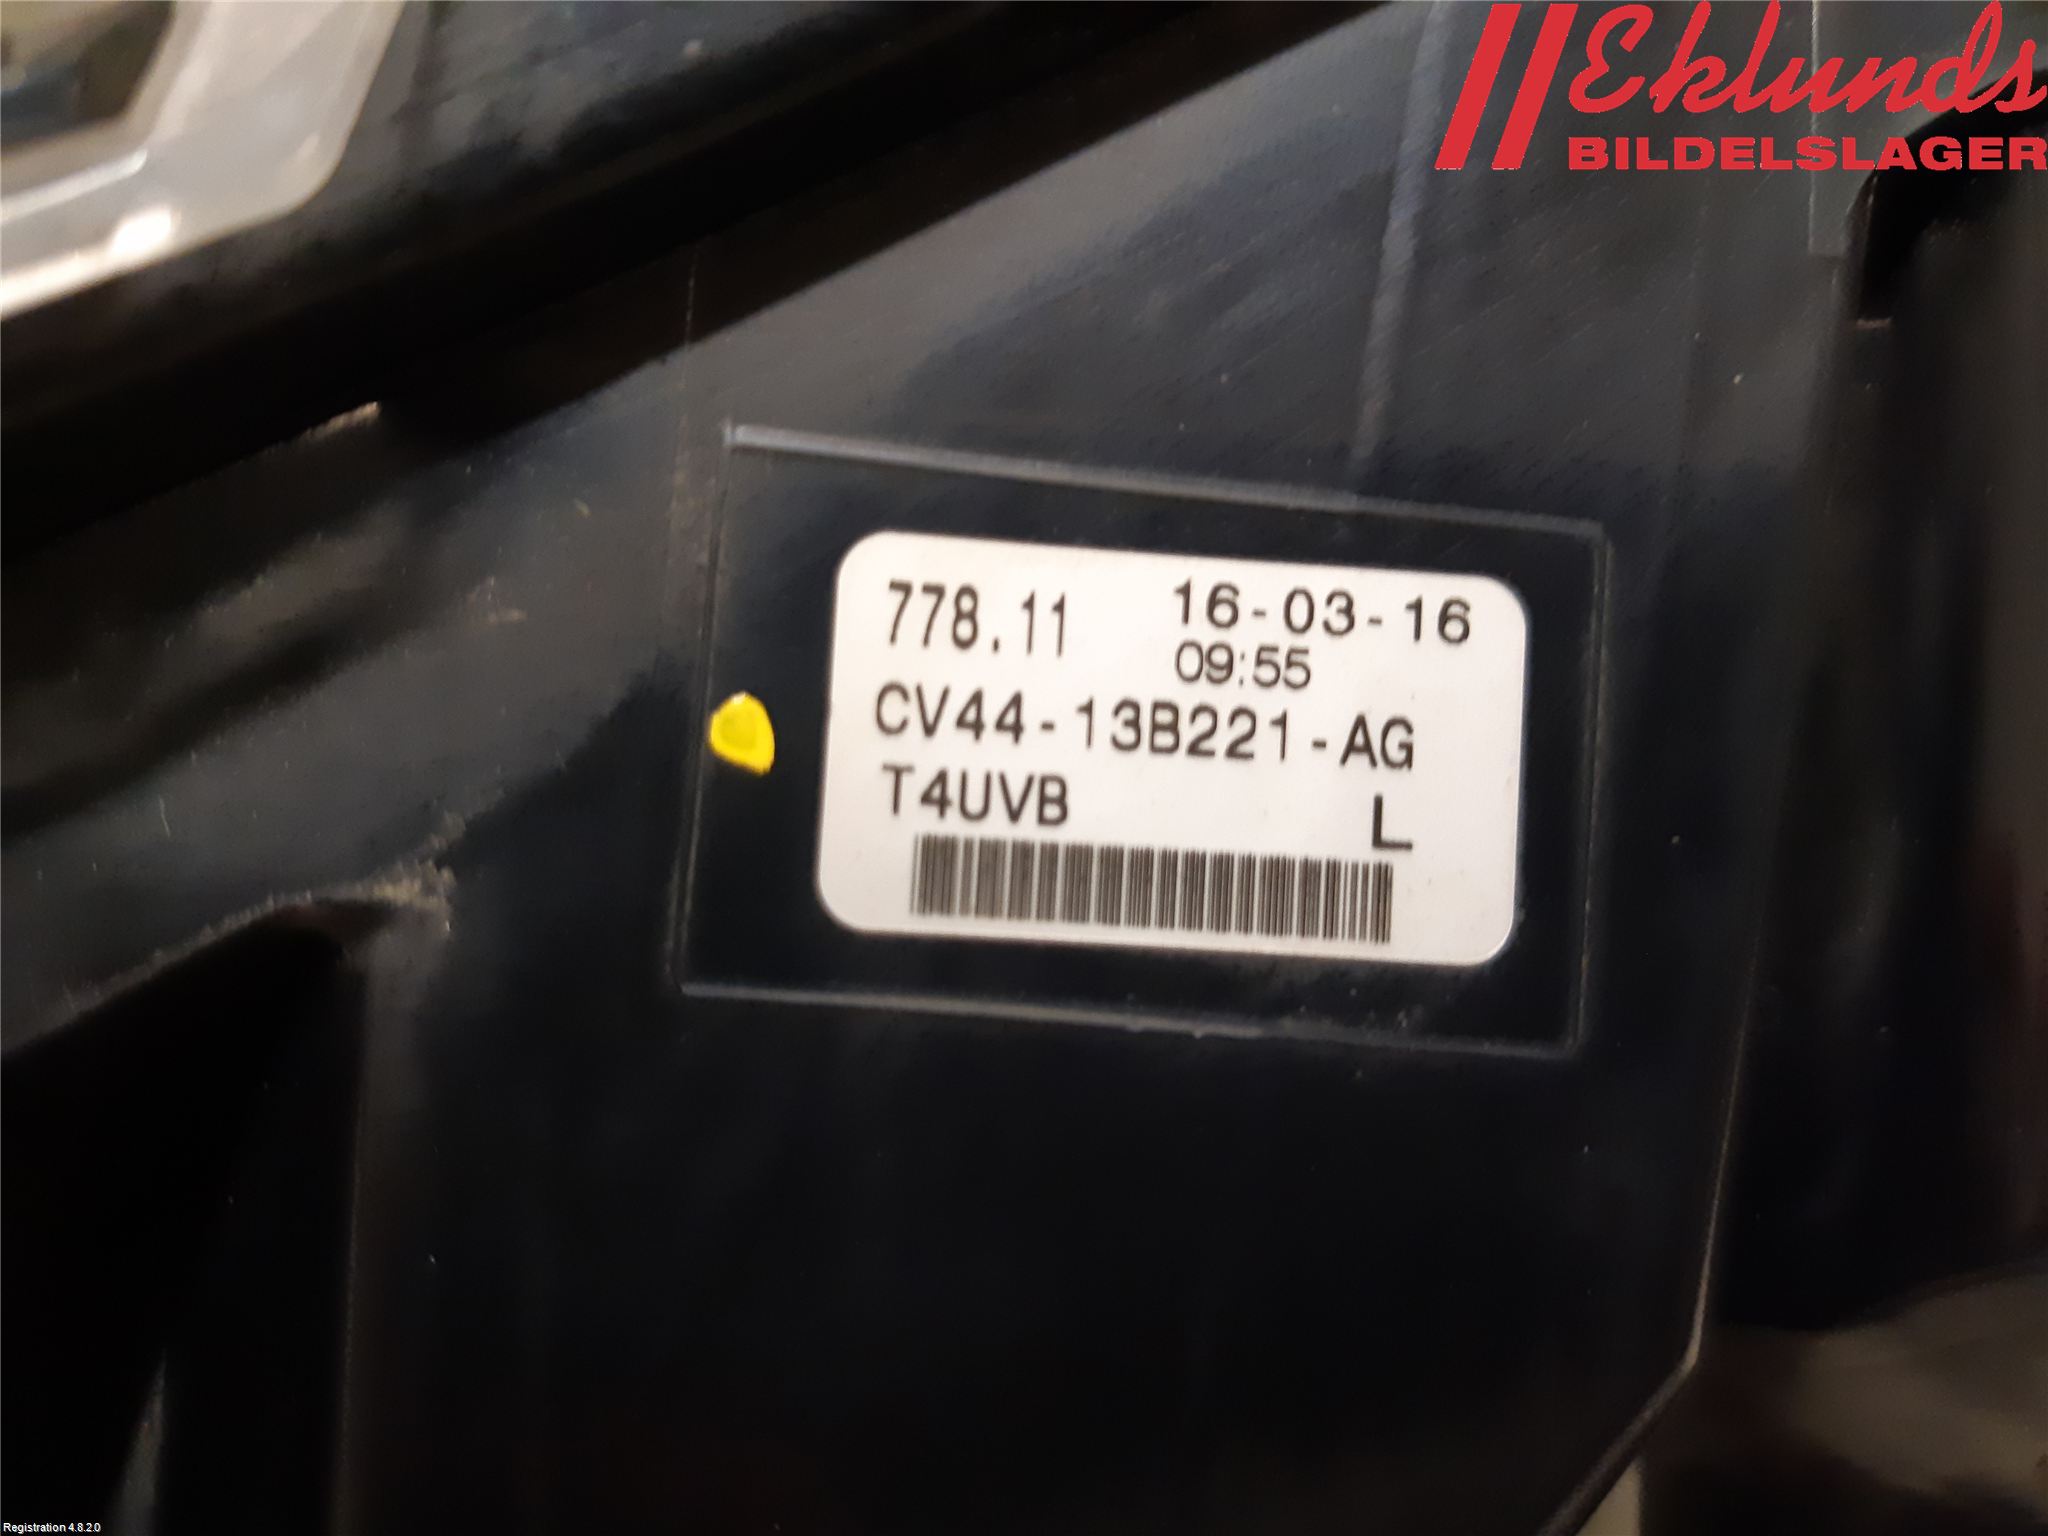 Eklunds
BILDELSLAGER
778.11 16-03-16
09:55
CV44-13B221-AG
T4UVB L
Registration 4.8.2.0